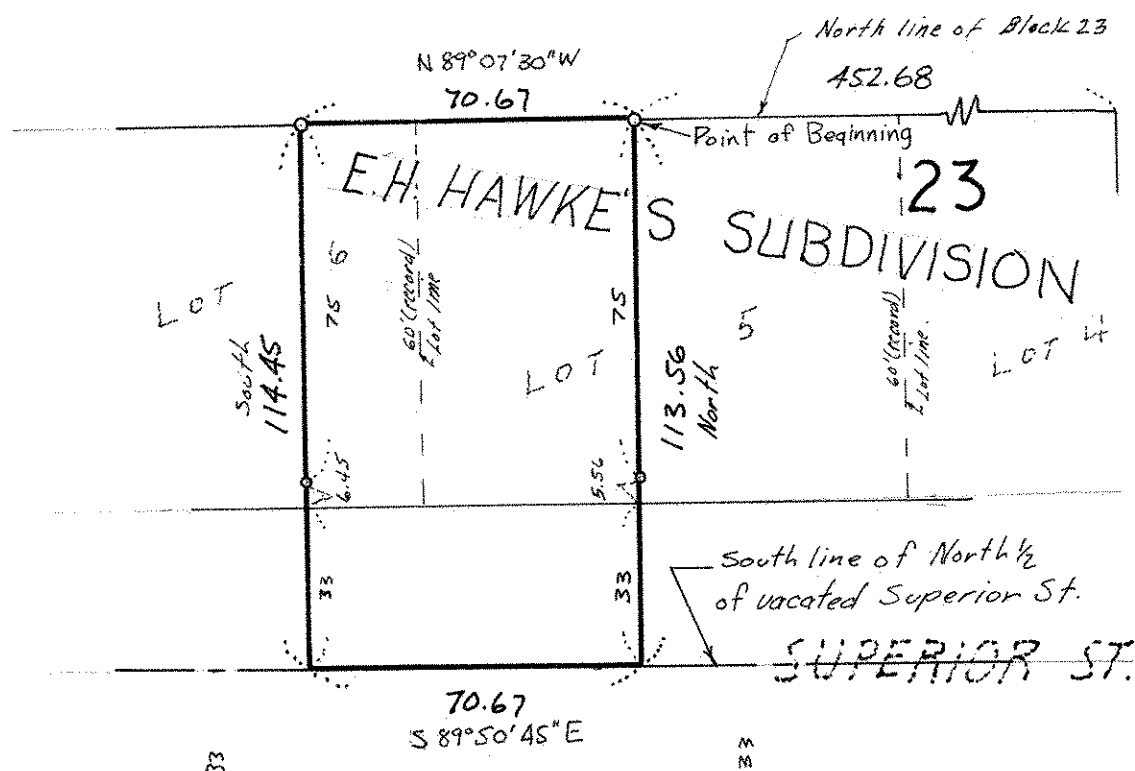 North line of Block 23
N 89°07'30"W
70.67
452.68
Point of Beginning
23
E.H. HAWKE'S SUBDIVISION
LOT 6
75
60'(record)
Lot line
LOT 5
75
60'(record)
Lot line.
LOT 4
South
114.45
113.56
North
6.45
5.56
33
33
South line of North ½
of vacated Superior St.
SUPERIOR ST.
70.67
S 89°50'45"E
33
33